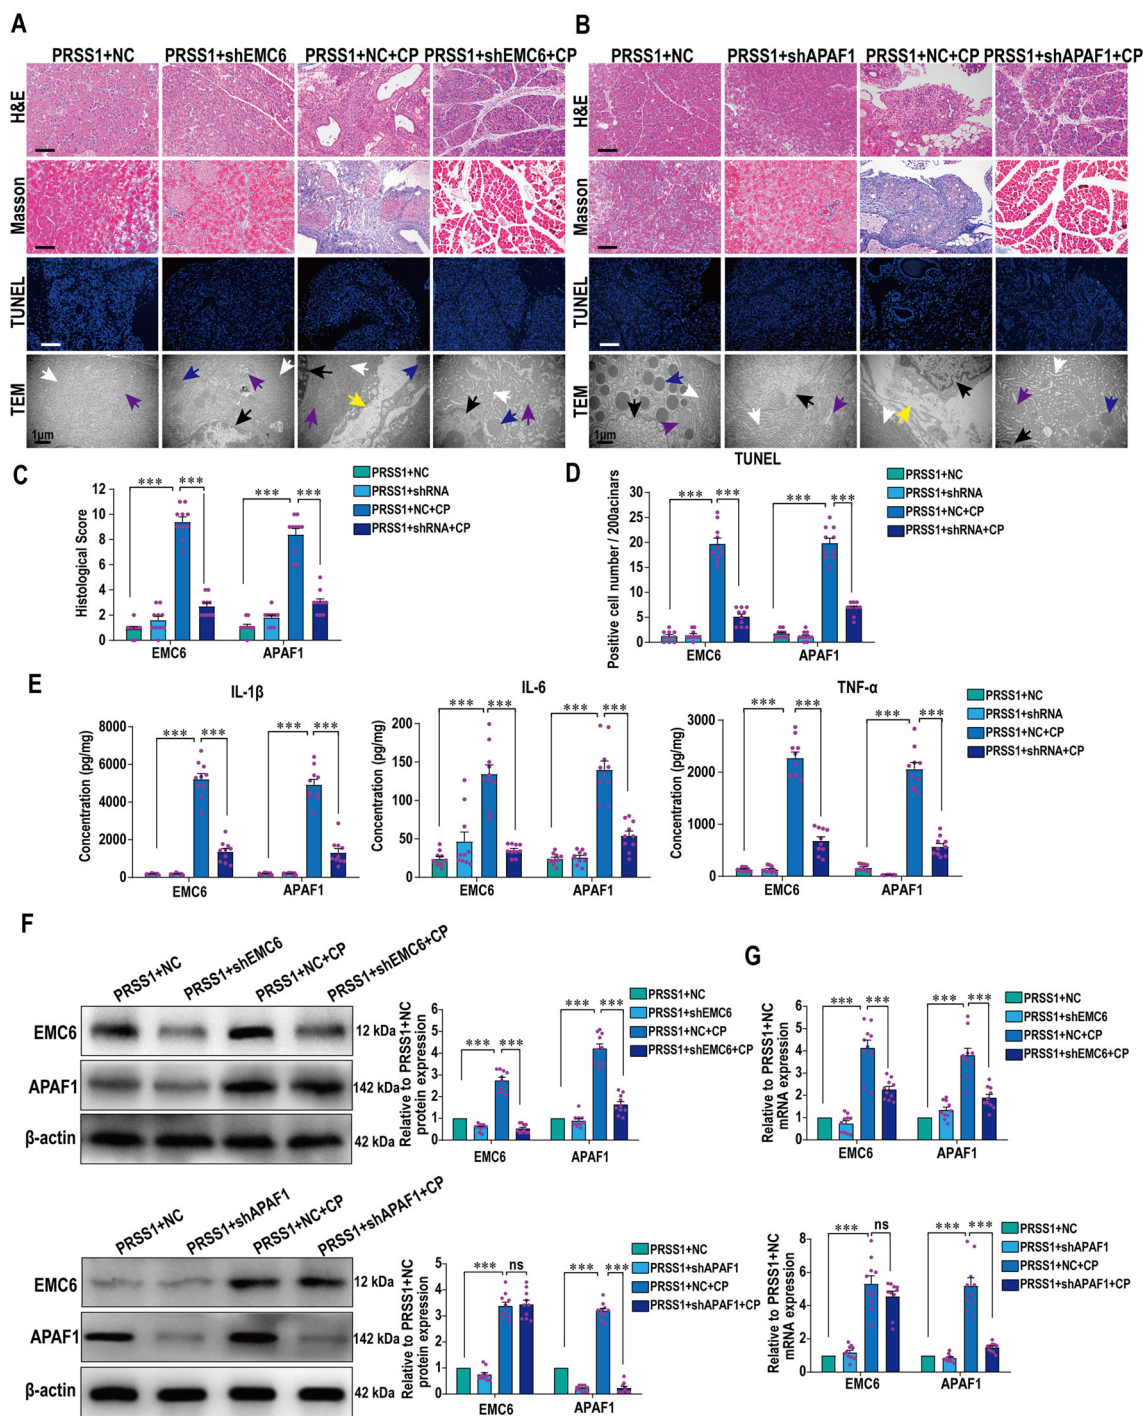 A
PRSS1+NC PRSS1+shEMC6 PRSS1+NC+CP PRSS1+shEMC6+CP
H&E
Masson
TUNEL
TEM
1μm
B
PRSS1+NC PRSS1+shAPAF1 PRSS1+NC+CP PRSS1+shAPAF1+CP
H&E
Masson
TUNEL
TEM
1μm
C
Histological Score
12
10
8
6
4
2
0
*** *** *** ***
EMC6 APAF1
PRSS1+NC
PRSS1+shRNA
PRSS1+NC+CP
PRSS1+shRNA+CP
D
TUNEL
Positive cell number / 200acinars
30
25
20
15
10
5
0
*** *** *** ***
EMC6 APAF1
PRSS1+NC
PRSS1+shRNA
PRSS1+NC+CP
PRSS1+shRNA+CP
E
IL-1β
Concentration (pg/mg)
8000
6000
4000
2000
0
*** *** *** ***
EMC6 APAF1
IL-6
Concentration (pg/mg)
200
150
100
50
0
*** *** *** ***
EMC6 APAF1
TNF-α
Concentration (pg/mg)
3000
2000
1000
0
*** *** *** ***
EMC6 APAF1
PRSS1+NC
PRSS1+shRNA
PRSS1+NC+CP
PRSS1+shRNA+CP
F
PRSS1+NC PRSS1+shEMC6 PRSS1+NC+CP PRSS1+shEMC6+CP
EMC6 12 kDa
APAF1 142 kDa
β-actin 42 kDa
Relative to PRSS1+NC
protein expression
6
5
4
3
2
1
0
*** *** *** ***
EMC6 APAF1
PRSS1+NC
PRSS1+shEMC6
PRSS1+NC+CP
PRSS1+shEMC6+CP
PRSS1+NC PRSS1+shAPAF1 PRSS1+NC+CP PRSS1+shAPAF1+CP
EMC6 12 kDa
APAF1 142 kDa
β-actin 42 kDa
Relative to PRSS1+NC
protein expression
5
4
3
2
1
0
*** ns *** ***
EMC6 APAF1
PRSS1+NC
PRSS1+shAPAF1
PRSS1+NC+CP
PRSS1+shAPAF1+CP
G
Relative to PRSS1+NC
mRNA expression
6
4
2
0
*** *** *** ***
EMC6 APAF1
PRSS1+NC
PRSS1+shEMC6
PRSS1+NC+CP
PRSS1+shEMC6+CP
Relative to PRSS1+NC
mRNA expression
8
6
4
2
0
*** ns *** ***
EMC6 APAF1
PRSS1+NC
PRSS1+shAPAF1
PRSS1+NC+CP
PRSS1+shAPAF1+CP